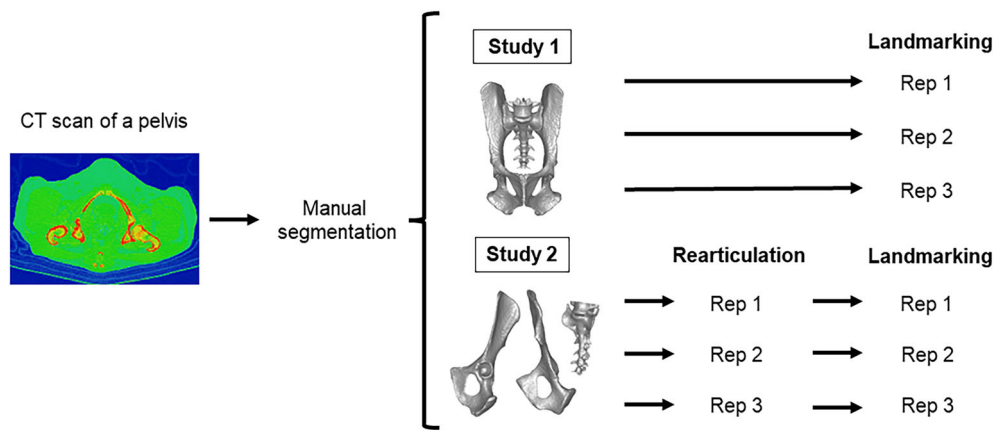 CT scan of a pelvis
Manual
segmentation
Study 1
Landmarking
Rep 1
Rep 2
Rep 3
Study 2
Rearticulation
Landmarking
Rep 1
Rep 1
Rep 2
Rep 2
Rep 3
Rep 3